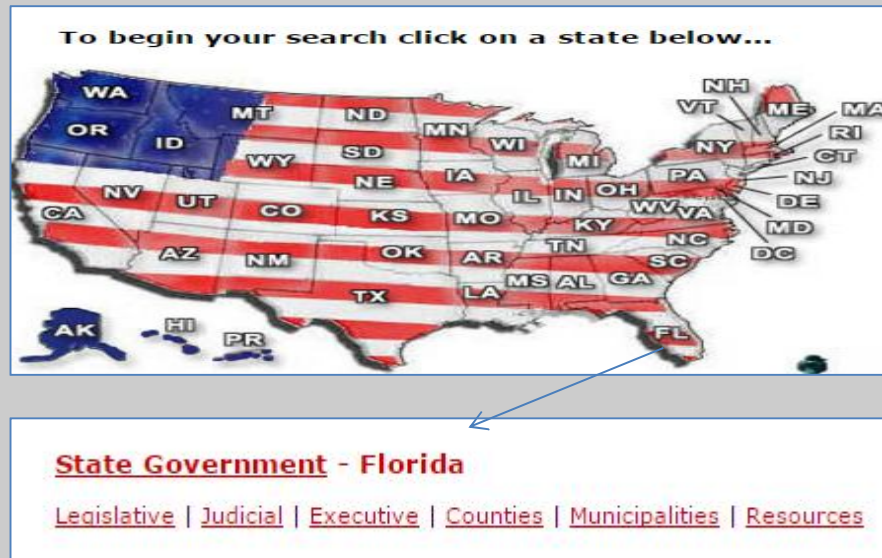 To begin your search click on a state below...
WA
OR
ID
MT
ND
MN
WI
MI
NH
VT
ME
MA
RI
NY
CT
WY
SD
IA
PA
NJ
NV
UT
CO
NE
IL
IN
OH
WV
VA
DE
CA
KS
MO
KY
MD
AZ
NM
OK
AR
TN
NC
SC
DC
TX
LA
MS
AL
GA
AK
HI
PR
FL
State Government - Florida
Legislative | Judicial | Executive | Counties | Municipalities | Resources